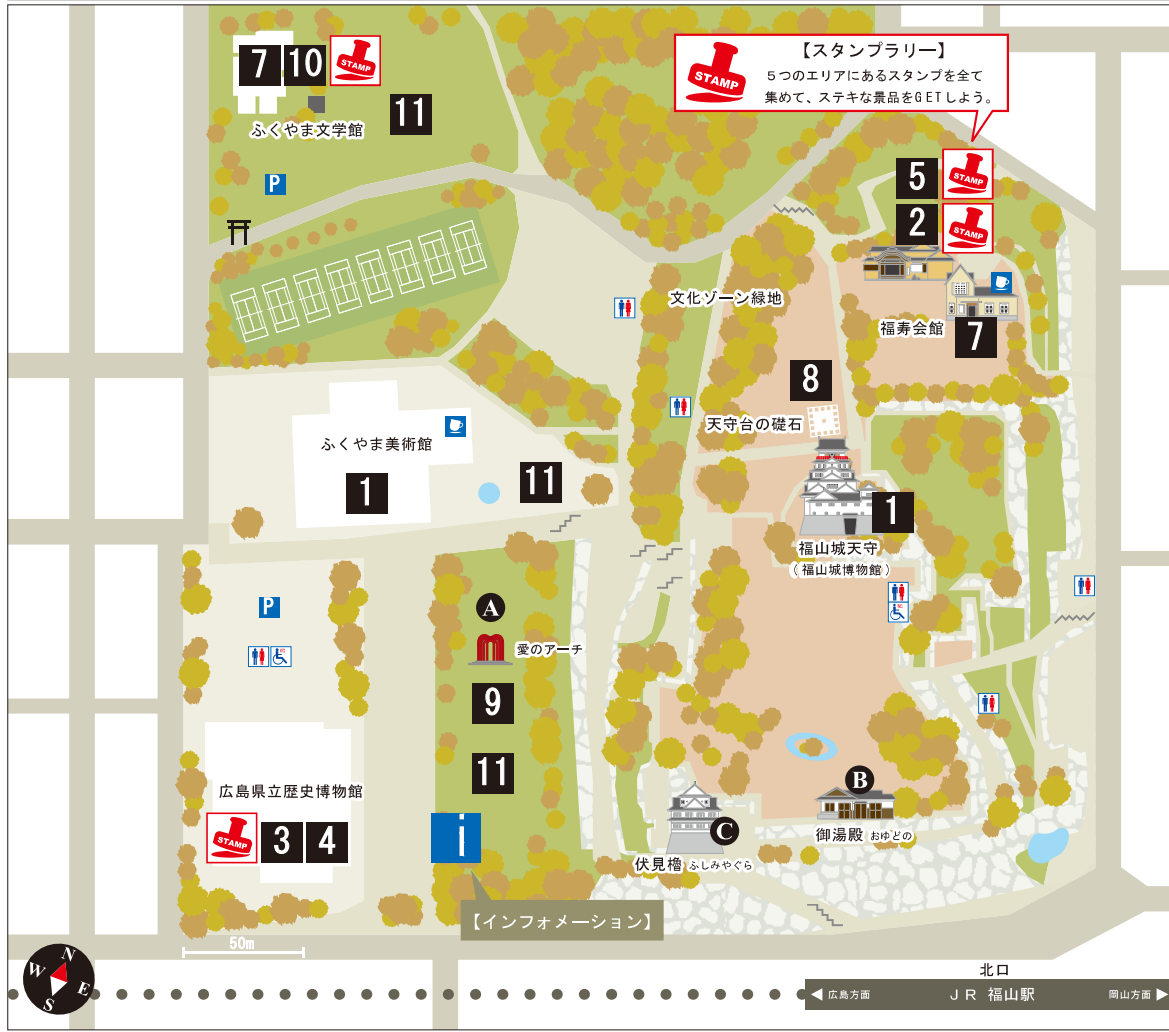 7 10 STAMP
11
ふくやま文学館
P
STAMP
【スタンプラリー】
5つのエリアにあるスタンプを全て
集めて、ステキな景品をGETしよう。
5 STAMP
2 STAMP
文化ゾーン緑地
福寿会館
7
8
天守台の礎石
ふくやま美術館
1
11
1
福山城天守
(福山城博物館)
A
愛のアーチ
P
9
11
広島県立歴史博物館
STAMP 3 4
i
【インフォメーション】
B
御湯殿 おゆどの
C
伏見櫓 ふしみやぐら
50m
N
W
E
S
北口
◀ 広島方面
JR 福山駅
岡山方面 ▶